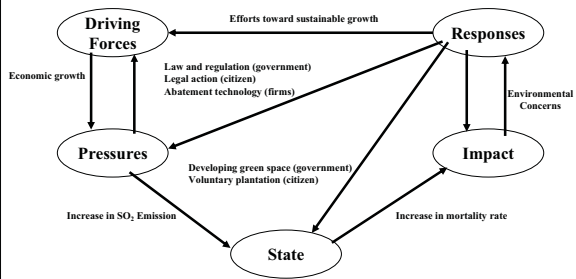 Efforts toward sustainable growth
Driving
Forces
Responses
Economic growth
Law and regulation (government)
Legal action (citizen)
Abatement technology (firms)
Environmental
Concerns
Pressures
Impact
Developing green space (government)
Voluntary plantation (citizen)
Increase in SO₂ Emission
Increase in mortality rate
State